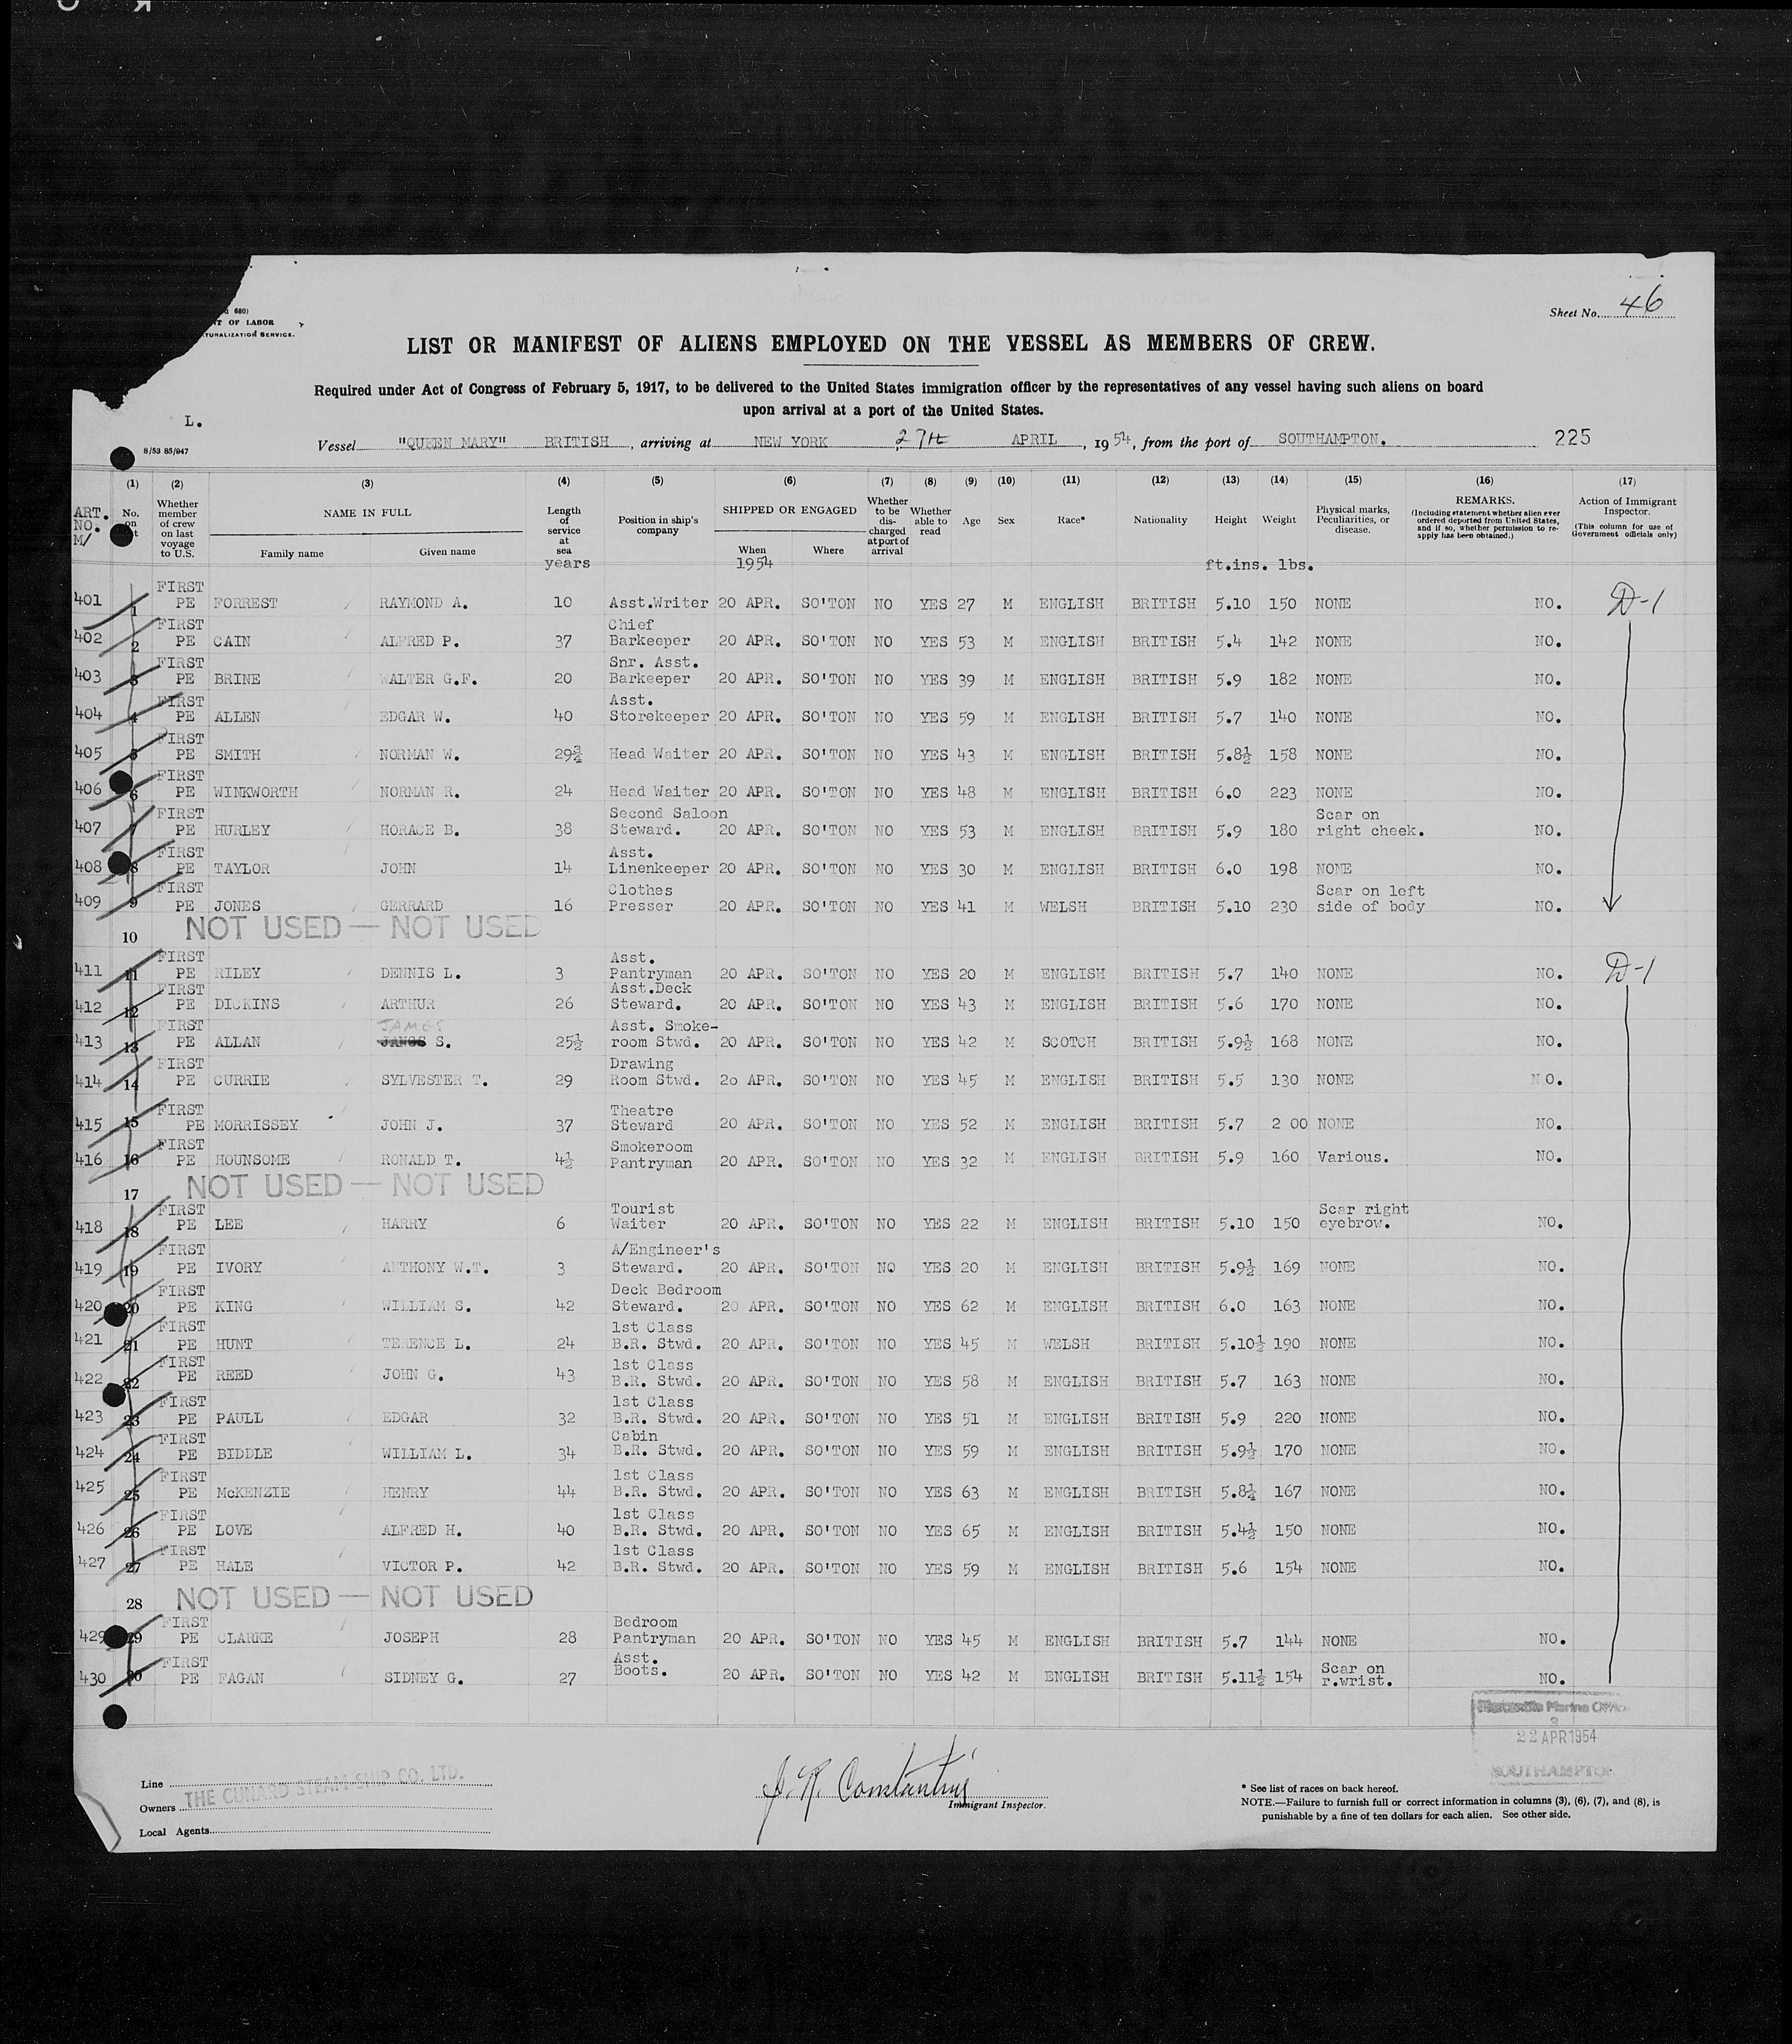 Sheet No. 46
680)
T OF LABOR
TURALIZATION SERVICE.
LIST OR MANIFEST OF ALIENS EMPLOYED ON THE VESSEL AS MEMBERS OF CREW.
Required under Act of Congress of February 5, 1917, to be delivered to the United States immigration officer by the representatives of any vessel having such aliens on board
upon arrival at a port of the United States.
L.
Vessel "QUEEN MARY" BRITISH, arriving at NEW YORK 27th APRIL, 1954, from the port of SOUTHAMPTON. 225
8/53 85/947
(1) (2) (3) (4) (5) (6) (7) (8) (9) (10) (11) (12) (13) (14) (15) (16) (17)
ART. NO. M/ No. on Whether member of crew on last voyage to U.S. NAME IN FULL Family name Given name Length of service at sea years Position in ship's company SHIPPED OR ENGAGED When 1954 Where Whether to be discharged at port of arrival Whether able to read Age Sex Race* Nationality Height ft.ins. Weight lbs. Physical marks, Peculiarities, or disease. REMARKS. (Including statement whether alien ever ordered deported from United States, and if so, whether permission to reapply has been obtained.) Action of Immigrant Inspector. (This column for use of Government officials only)
401 1 FIRST PE FORREST RAYMOND A. 10 Asst.Writer 20 APR. SO'TON NO YES 27 M ENGLISH BRITISH 5.10 150 NONE NO. D-1
402 2 FIRST PE CAIN ALFRED P. 37 Chief Barkeeper 20 APR. SO'TON NO YES 53 M ENGLISH BRITISH 5.4 142 NONE NO.
403 3 FIRST PE BRINE WALTER G.F. 20 Snr. Asst. Barkeeper 20 APR. SO'TON NO YES 39 M ENGLISH BRITISH 5.9 182 NONE NO.
404 4 FIRST PE ALLEN EDGAR W. 40 Asst. Storekeeper 20 APR. SO'TON NO YES 59 M ENGLISH BRITISH 5.7 140 NONE NO.
405 5 FIRST PE SMITH NORMAN W. 29¾ Head Waiter 20 APR. SO'TON NO YES 43 M ENGLISH BRITISH 5.8½ 158 NONE NO.
406 6 FIRST PE WINKWORTH NORMAN R. 24 Head Waiter 20 APR. SO'TON NO YES 48 M ENGLISH BRITISH 6.0 223 NONE NO.
407 7 FIRST PE HURLEY HORACE B. 38 Second Saloon Steward. 20 APR. SO'TON NO YES 53 M ENGLISH BRITISH 5.9 180 Scar on right cheek. NO.
408 8 FIRST PE TAYLOR JOHN 14 Asst. Linenkeeper 20 APR. SO'TON NO YES 30 M ENGLISH BRITISH 6.0 198 NONE NO.
409 9 FIRST PE JONES GERRARD 16 Clothes Presser 20 APR. SO'TON NO YES 41 M WELSH BRITISH 5.10 230 Scar on left side of body NO.
10 NOT USED — NOT USED
411 11 FIRST PE RILEY DENNIS L. 3 Asst. Pantryman 20 APR. SO'TON NO YES 20 M ENGLISH BRITISH 5.7 140 NONE NO. D-1
412 12 FIRST PE DICKINS ARTHUR 26 Asst.Deck Steward. 20 APR. SO'TON NO YES 43 M ENGLISH BRITISH 5.6 170 NONE NO.
413 13 FIRST PE ALLAN JAMES S. 25½ Asst. Smoke-room Stwd. 20 APR. SO'TON NO YES 42 M SCOTCH BRITISH 5.9½ 168 NONE NO.
414 14 FIRST PE CURRIE SYLVESTER T. 29 Drawing Room Stwd. 2o APR. SO'TON NO YES 45 M ENGLISH BRITISH 5.5 130 NONE N O.
415 15 FIRST PE MORRISSEY JOHN J. 37 Theatre Steward 20 APR. SO'TON NO YES 52 M ENGLISH BRITISH 5.7 2 00 NONE NO.
416 16 FIRST PE HOUNSOME RONALD T. 4½ Smokeroom Pantryman 20 APR. SO'TON NO YES 32 M ENGLISH BRITISH 5.9 160 Various. NO.
17 NOT USED — NOT USED
418 18 FIRST PE LEE HARRY 6 Tourist Waiter 20 APR. SO'TON NO YES 22 M ENGLISH BRITISH 5.10 150 Scar right eyebrow. NO.
419 19 FIRST PE IVORY ANTHONY W.T. 3 A/Engineer's Steward. 20 APR. SO'TON NO YES 20 M ENGLISH BRITISH 5.9½ 169 NONE NO.
420 20 FIRST PE KING WILLIAM S. 42 Deck Bedroom Steward. 20 APR. SO'TON NO YES 62 M ENGLISH BRITISH 6.0 163 NONE NO.
421 21 FIRST PE HUNT TERENCE L. 24 1st Class B.R. Stwd. 20 APR. SO'TON NO YES 45 M WELSH BRITISH 5.10½ 190 NONE NO.
422 22 FIRST PE REED JOHN G. 43 1st Class B.R. Stwd. 20 APR. SO'TON NO YES 58 M ENGLISH BRITISH 5.7 163 NONE NO.
423 23 FIRST PE PAULL EDGAR 32 1st Class B.R. Stwd. 20 APR. SO'TON NO YES 51 M ENGLISH BRITISH 5.9 220 NONE NO.
424 24 FIRST PE BIDDLE WILLIAM L. 34 Cabin B.R. Stwd. 20 APR. SO'TON NO YES 59 M ENGLISH BRITISH 5.9½ 170 NONE NO.
425 25 FIRST PE McKENZIE HENRY 44 1st Class B.R. Stwd. 20 APR. SO'TON NO YES 63 M ENGLISH BRITISH 5.8¼ 167 NONE NO.
426 26 FIRST PE LOVE ALFRED H. 40 1st Class B.R. Stwd. 20 APR. SO'TON NO YES 65 M ENGLISH BRITISH 5.4½ 150 NONE NO.
427 27 FIRST PE HALE VICTOR P. 42 1st Class B.R. Stwd. 20 APR. SO'TON NO YES 59 M ENGLISH BRITISH 5.6 154 NONE NO.
28 NOT USED — NOT USED
429 29 FIRST PE CLARKE JOSEPH 28 Bedroom Pantryman 20 APR. SO'TON NO YES 45 M ENGLISH BRITISH 5.7 144 NONE NO.
430 30 FIRST PE FAGAN SIDNEY G. 27 Asst. Boots. 20 APR. SO'TON NO YES 42 M ENGLISH BRITISH 5.11½ 154 Scar on r.wrist. NO.
Mercantile Marine Office
3
22 APR 1954
SOUTHAMPTON
Line
Owners THE CUNARD STEAM-SHIP CO. LTD.
Local Agents
Immigrant Inspector.
* See list of races on back hereof.
NOTE.—Failure to furnish full or correct information in columns (3), (6), (7), and (8), is
punishable by a fine of ten dollars for each alien. See other side.